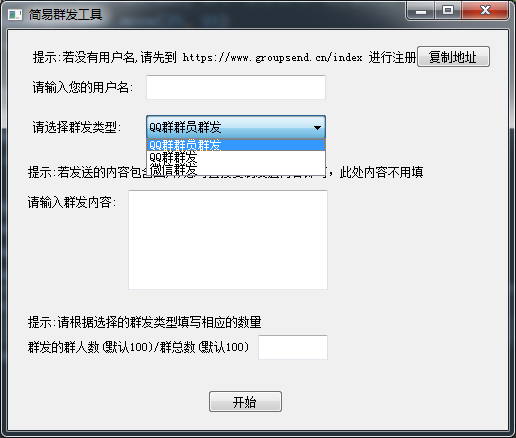 简易群发工具
提示:若没有用户名,请先到 https://www.groupsend.cn/index 进行注册 复制地址
请输入您的用户名:
请选择群发类型: QQ群群员群发
QQ群群员群发
QQ群群发
微信群发
提示:若发送的内容包含 此处内容不用填
请输入群发内容:
提示:请根据选择的群发类型填写相应的数量
群发的群人数(默认100)/群总数(默认100)
开始